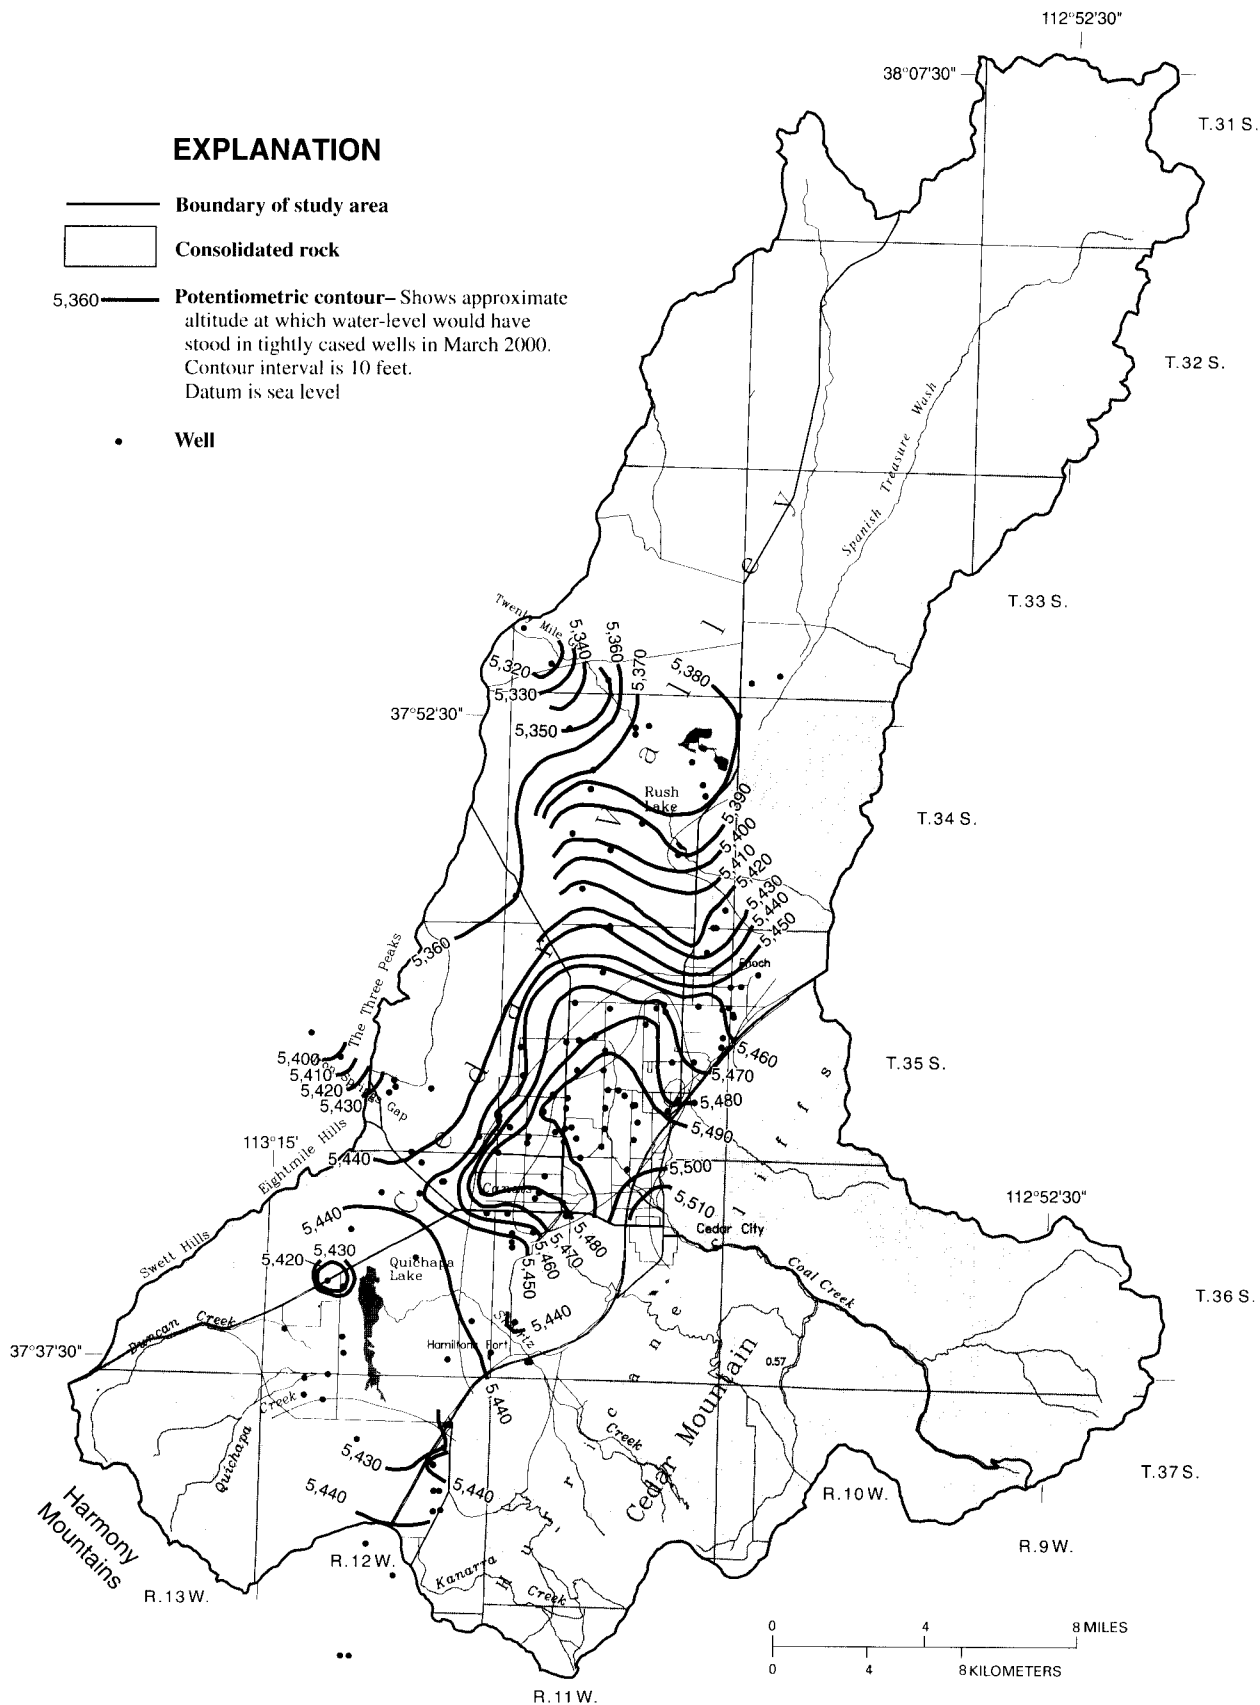 112°52'30"
38°07'30"
T.31 S.
EXPLANATION
Boundary of study area
Consolidated rock
5,360
Potentiometric contour– Shows approximate
altitude at which water-level would have
stood in tightly cased wells in March 2000.
Contour interval is 10 feet.
Datum is sea level
Well
T.32 S.
Spanish Treasure Wash
T.33 S.
Twenty Mile
5,340
5,360
5,370
5,380
5,320
5,330
37°52'30"
5,350
Rush
Lake
5,390
5,400
5,410
5,420
5,430
5,440
5,450
T.34 S.
Cedar Valley
5,360
Enoch
The Three Peaks
5,400
5,410
5,420
5,430
Gap
5,460
5,470
5,480
5,490
5,500
5,510
T.35 S.
113°15'
Eightmile Hills
5,440
112°52'30"
Cedar City
5,440
Swett Hills
5,420
5,430
Quichapa
Lake
5,480
5,470
5,460
5,450
5,440
Coal Creek
T.36 S.
Duncan Creek
Hamiltons Fort
Shurtz
Creek
37°37'30"
0.57
Quichapa
Creek
5,440
Hurricane Cliffs
Cedar Mountain
5,430
5,440
5,440
T.37 S.
Harmony
Mountains
R.10 W.
R.9 W.
R.12 W.
R.13 W.
Kanarra
Creek
0 4 8 MILES
0 4 8 KILOMETERS
R.11 W.